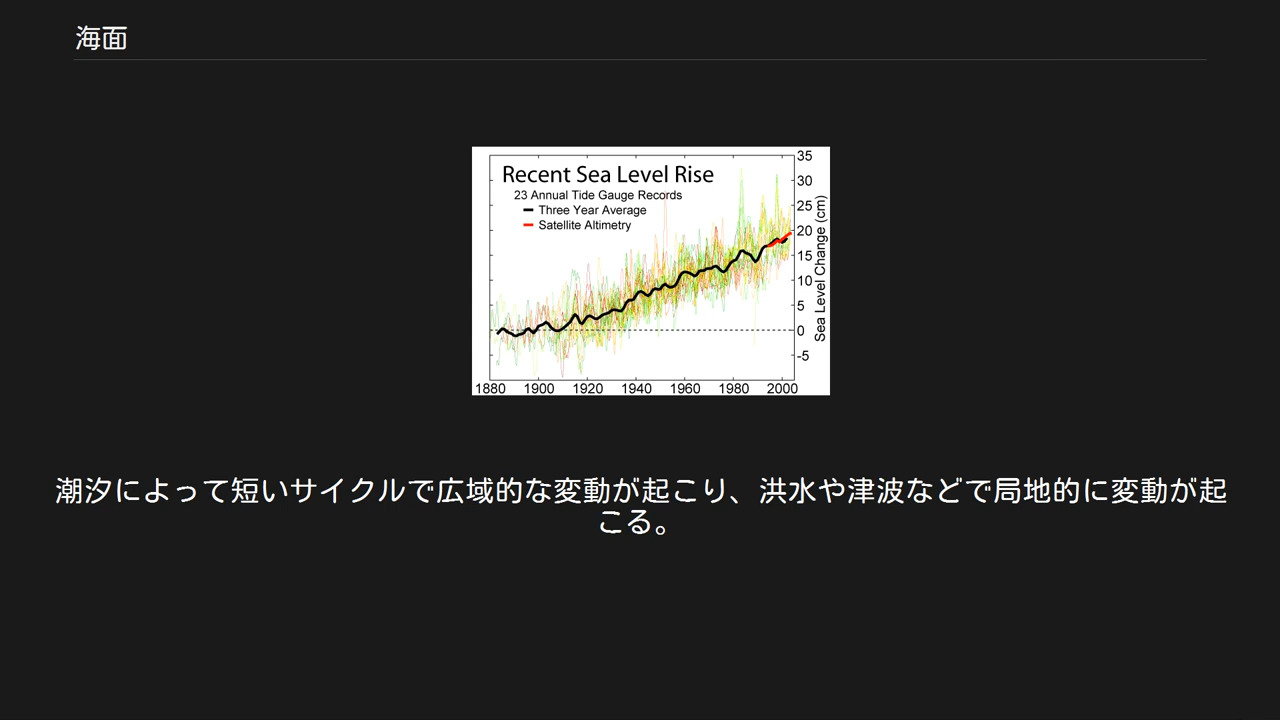 海面
Recent Sea Level Rise
23 Annual Tide Gauge Records
Three Year Average
Satellite Altimetry
35
30
25
20
15
10
5
0
-5
Sea Level Change (cm)
1880 1900 1920 1940 1960 1980 2000
潮汐によって短いサイクルで広域的な変動が起こり、洪水や津波などで局地的に変動が起
こる。